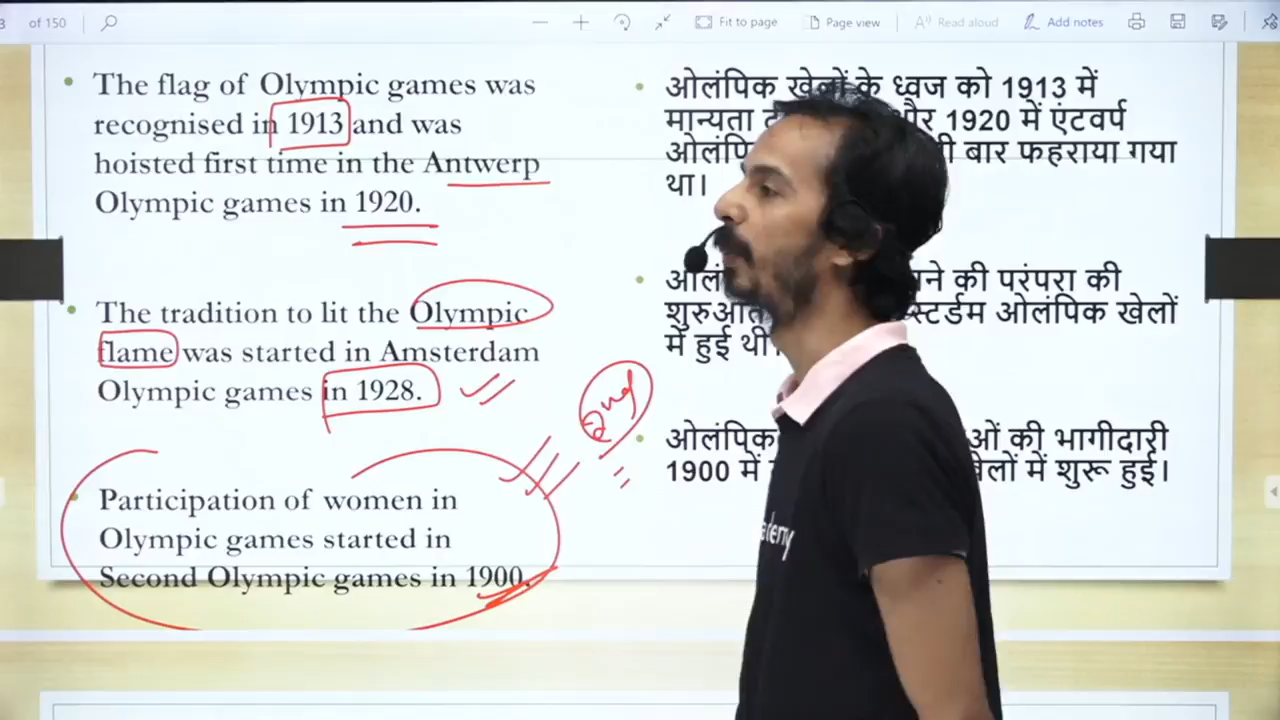 3 of 150
Fit to page
Page view
Read aloud
Add notes
The flag of Olympic games was
recognised in 1913 and was
hoisted first time in the Antwerp
Olympic games in 1920.
The tradition to lit the Olympic
flame was started in Amsterdam
Olympic games in 1928.
2nd
Participation of women in
Olympic games started in
Second Olympic games in 1900.
ओलंपिक खेलों के ध्वज को 1913 में
मान्यता और 1920 में एंटवर्प
बार फहराया गया
था।
की परंपरा की
ओलंपिक खेलों
में हुई थी।
ओलंपिक की भागीदारी
1900 में में शुरू हुई।